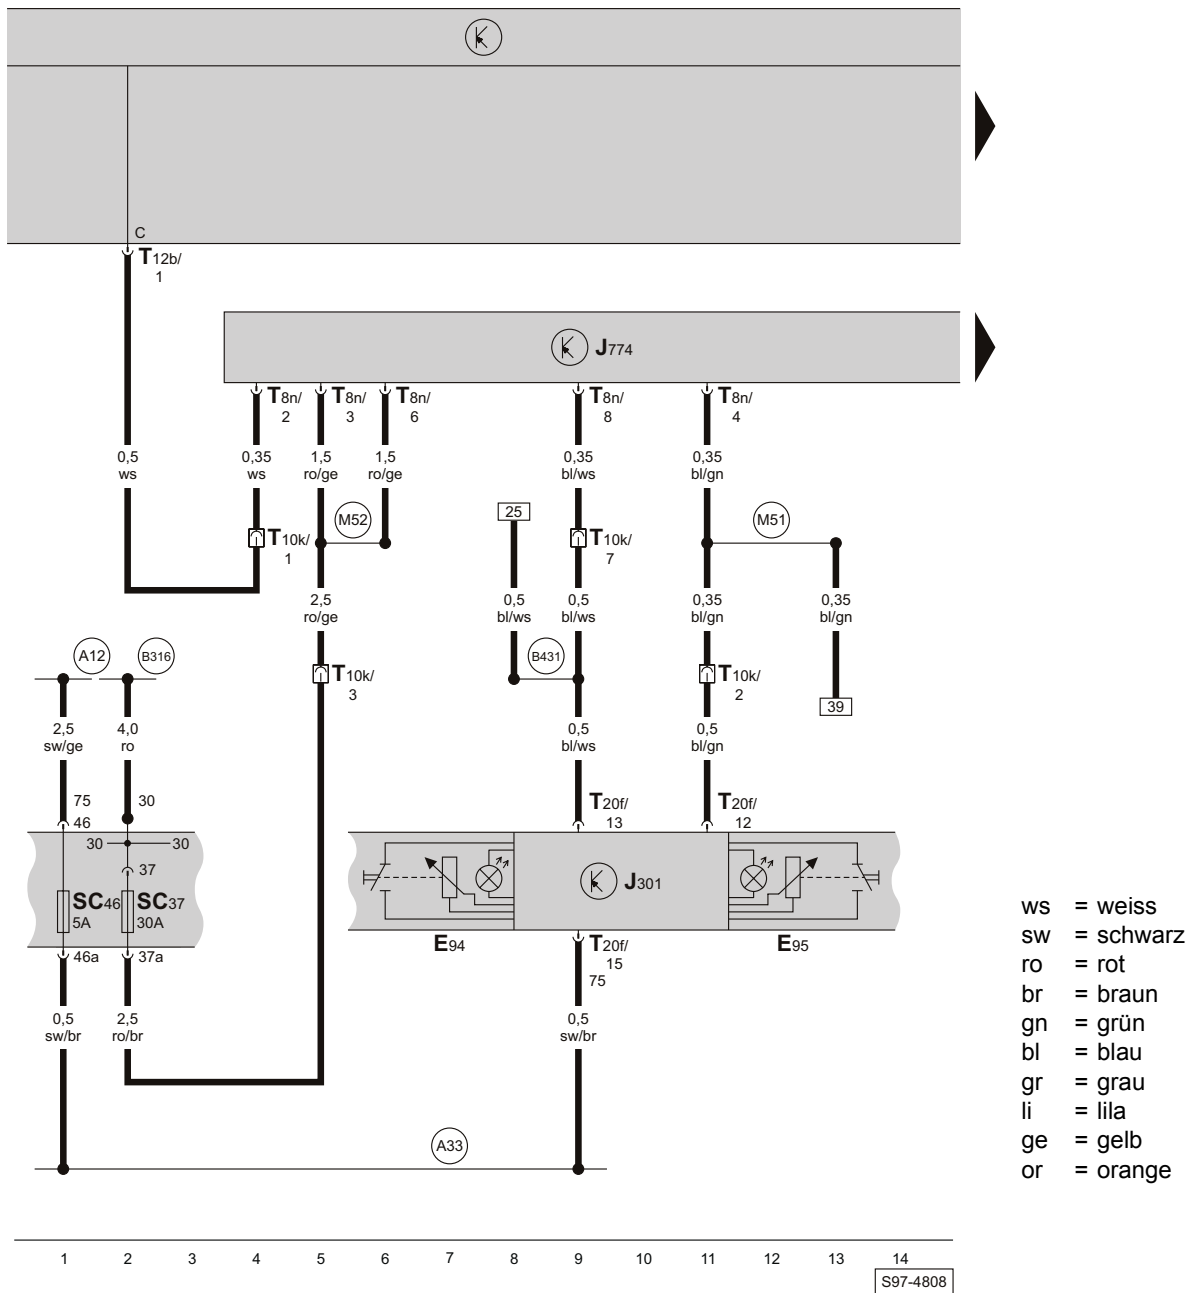 C
T12b/
1
J774
T8n/
2
T8n/
3
T8n/
6
T8n/
8
T8n/
4
0,5
ws
0,35
ws
1,5
ro/ge
1,5
ro/ge
0,35
bl/ws
0,35
bl/gn
M52
25
M51
T10k/
1
T10k/
7
2,5
ro/ge
0,5
bl/ws
0,5
bl/ws
0,35
bl/gn
0,35
bl/gn
A12
B316
B431
T10k/
3
T10k/
2
39
2,5
sw/ge
4,0
ro
0,5
bl/ws
0,5
bl/gn
75
30
46
T20f/
13
T20f/
12
30
30
37
SC46
5A
SC37
30A
J301
46a
37a
E94
T20f/
15
75
E95
0,5
sw/br
2,5
ro/br
0,5
sw/br
A33
ws = weiss
sw = schwarz
ro = rot
br = braun
gn = grün
bl = blau
gr = grau
li = lila
ge = gelb
or = orange
1 2 3 4 5 6 7 8 9 10 11 12 13 14
S97-4808